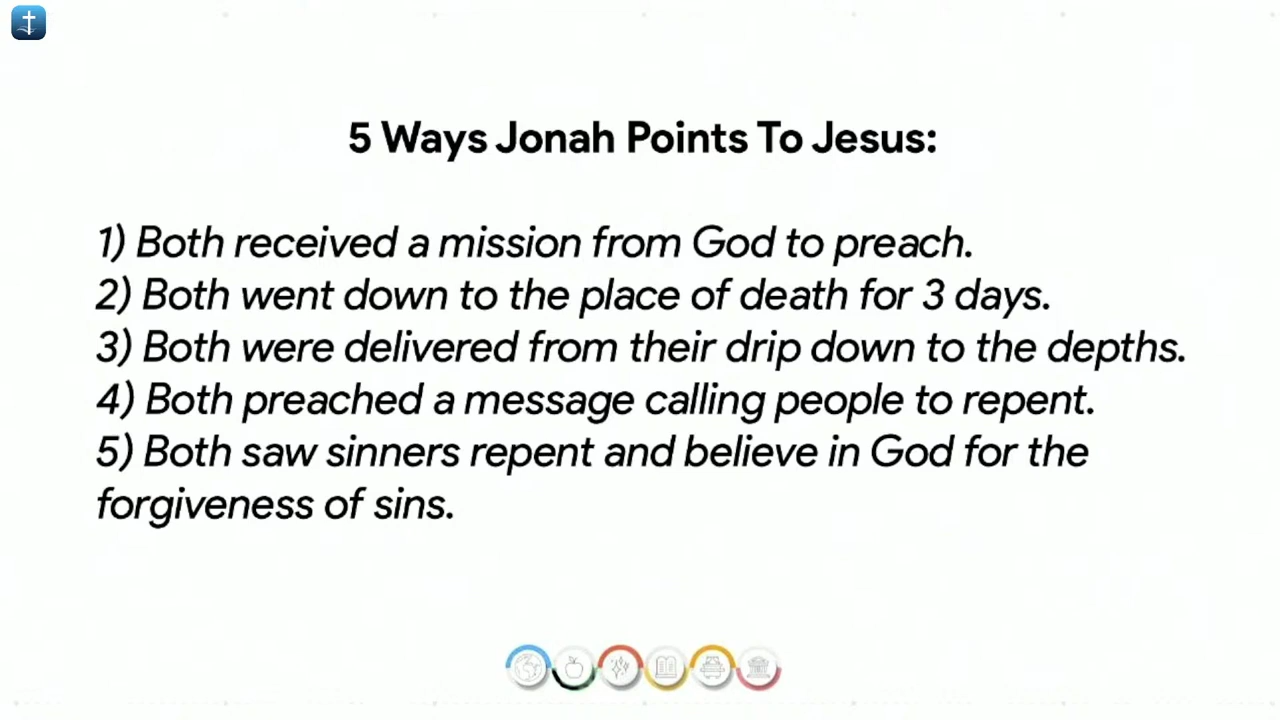 5 Ways Jonah Points To Jesus:
1) Both received a mission from God to preach.
2) Both went down to the place of death for 3 days.
3) Both were delivered from their drip down to the depths.
4) Both preached a message calling people to repent.
5) Both saw sinners repent and believe in God for the
forgiveness of sins.